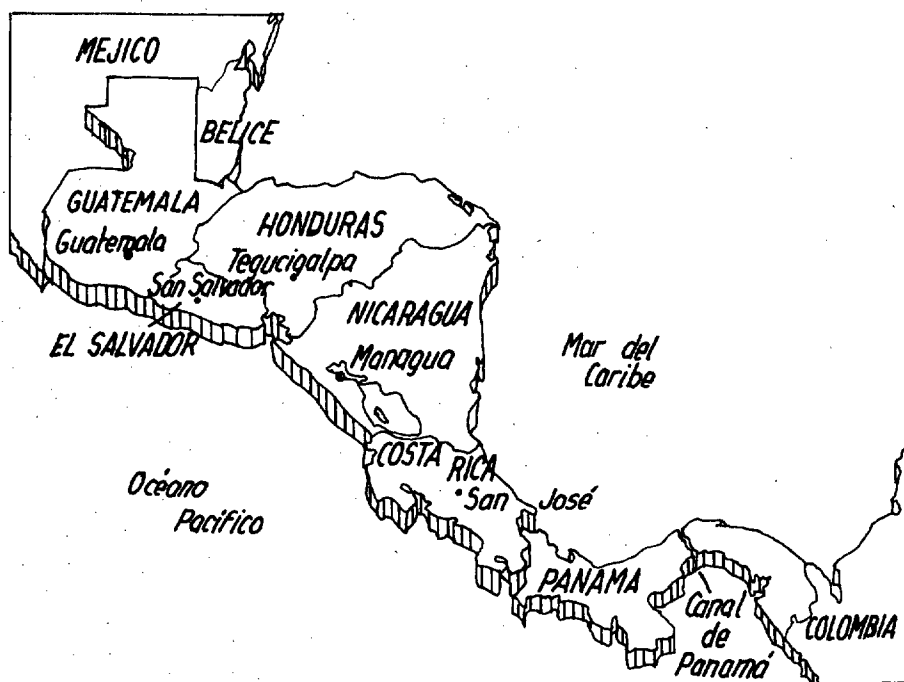 MEJICO
BELICE
GUATEMALA
Guatemala
HONDURAS
Tegucigalpa
San Salvador
EL SALVADOR
NICARAGUA
Managua
Mar del
Caribe
COSTA RICA
San José
Océano
Pacífico
PANAMA
Canal
de
Panamá
COLOMBIA